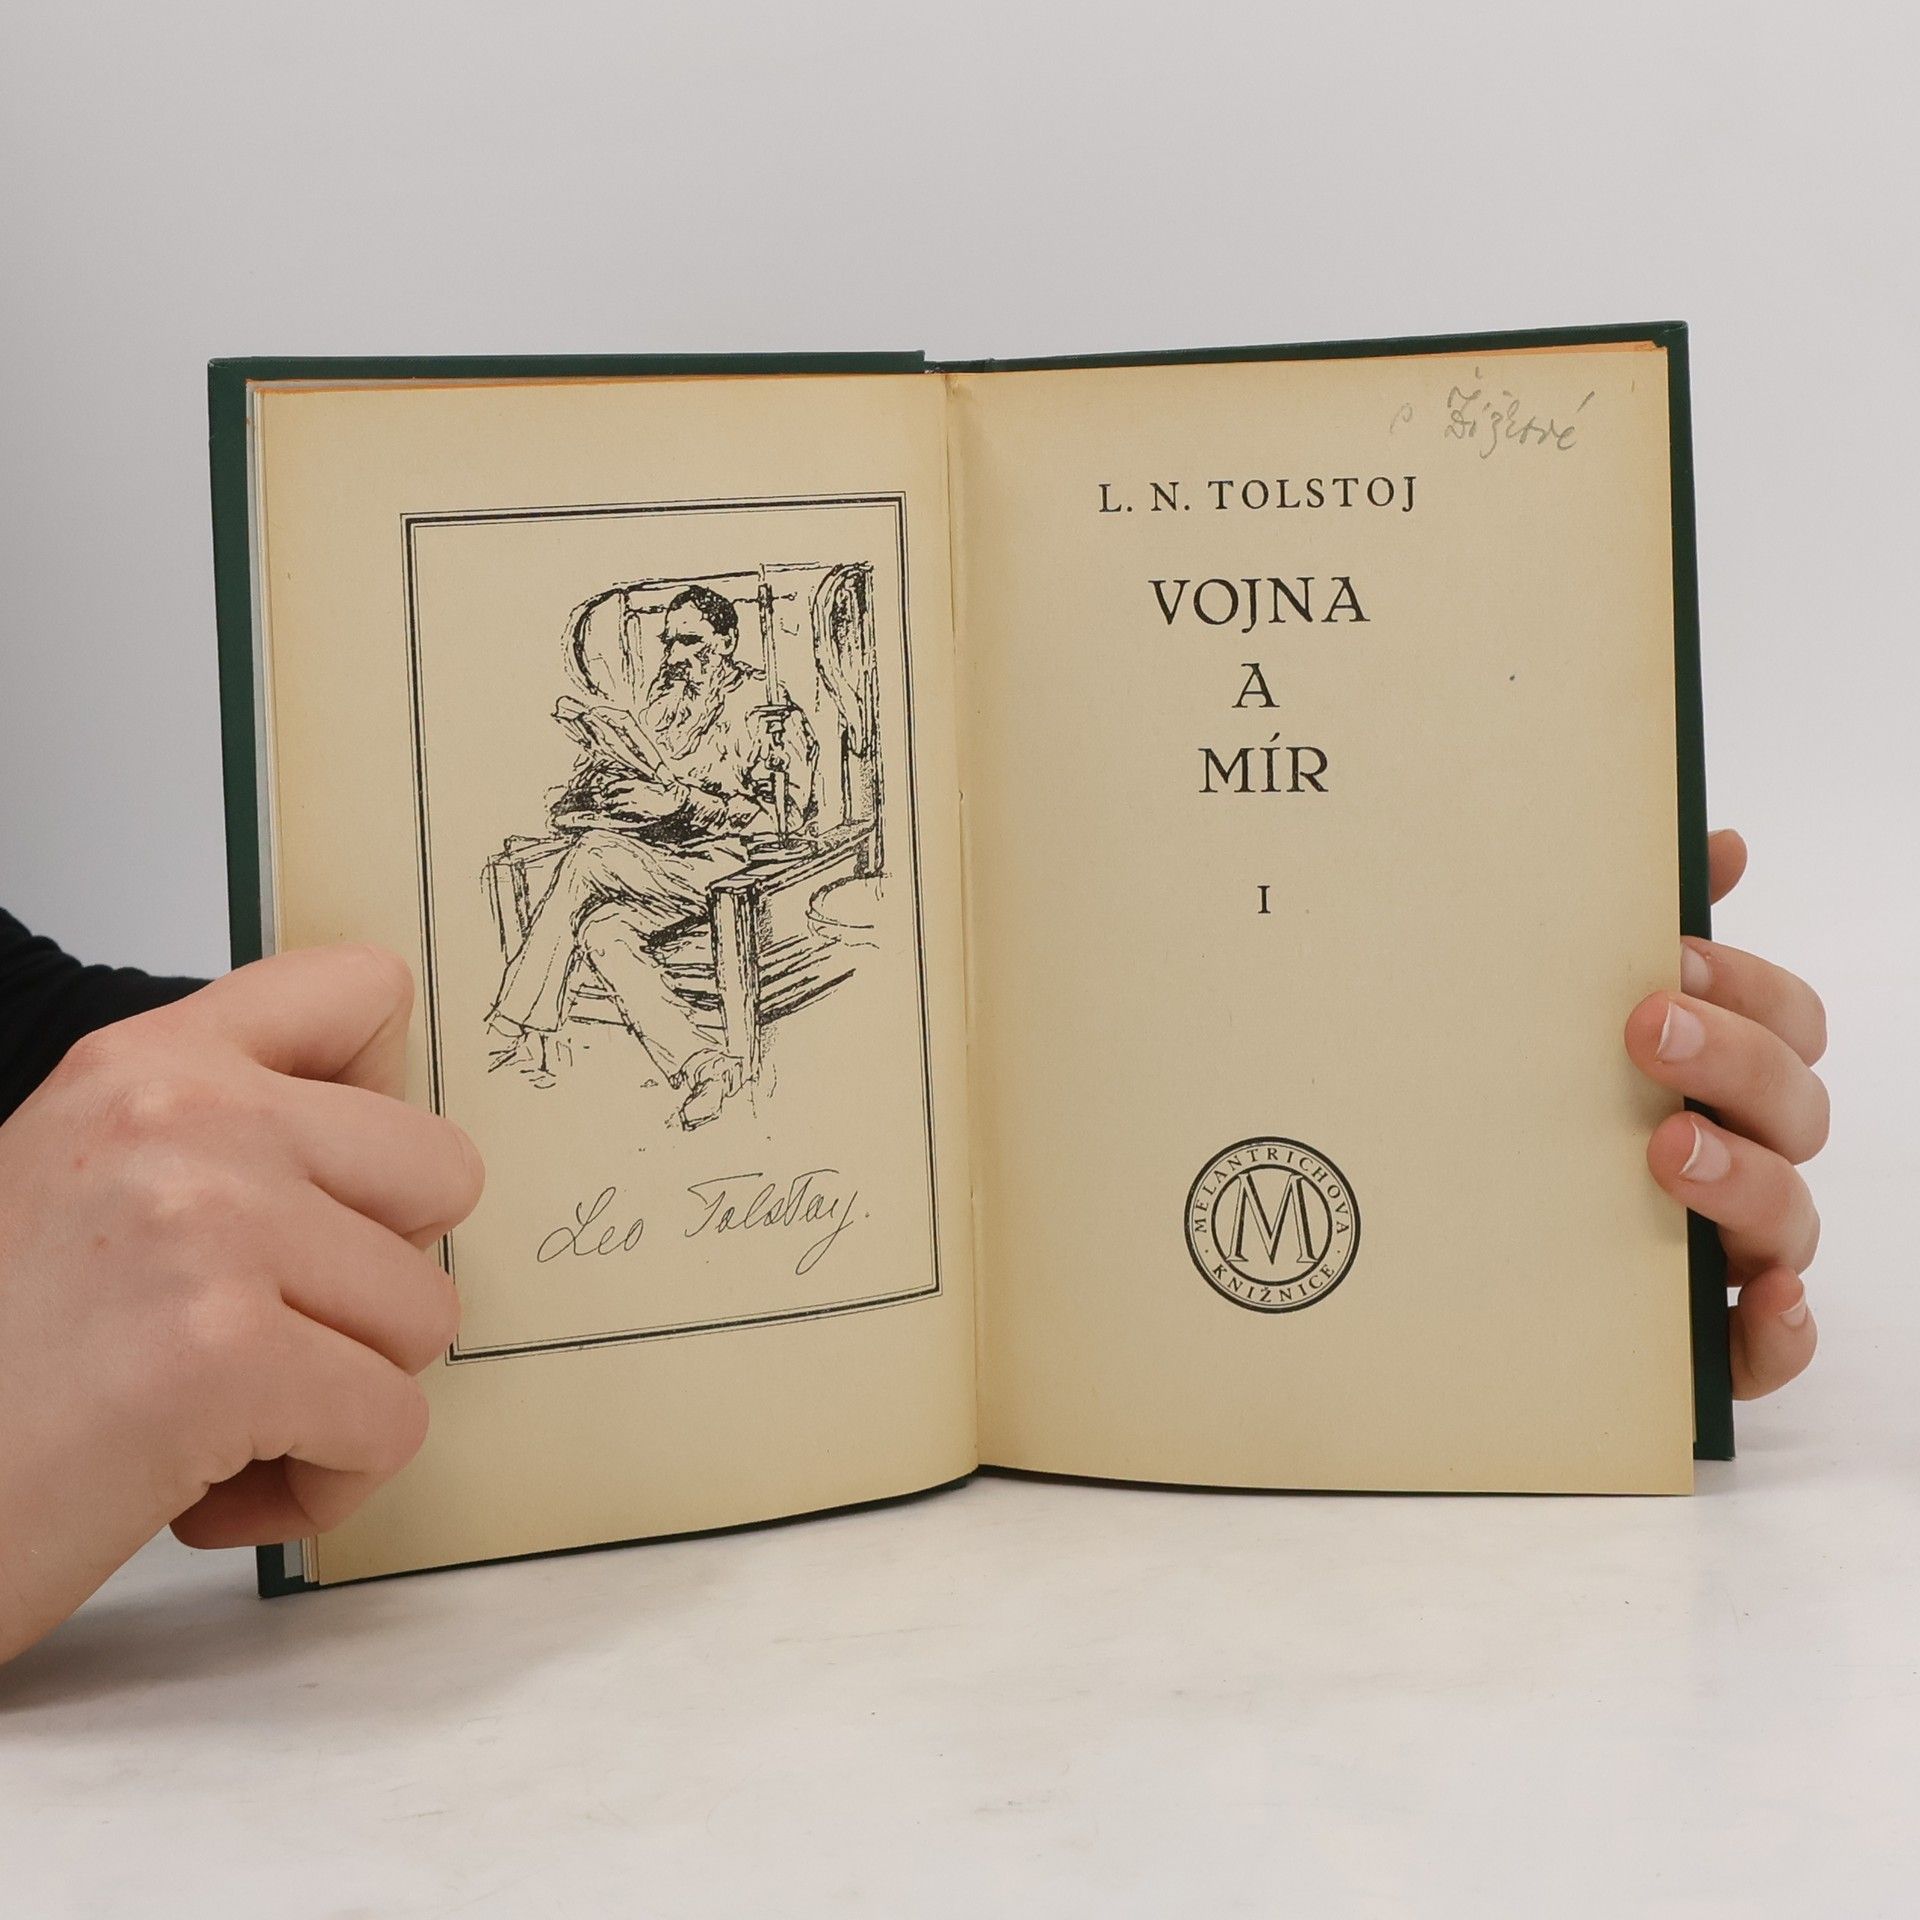 Leo Tolstoy.
L. N. TOLSTOJ
VOJNA
A
MÍR
I
MELANTRICHOVA
M
· KNIŽNICE ·